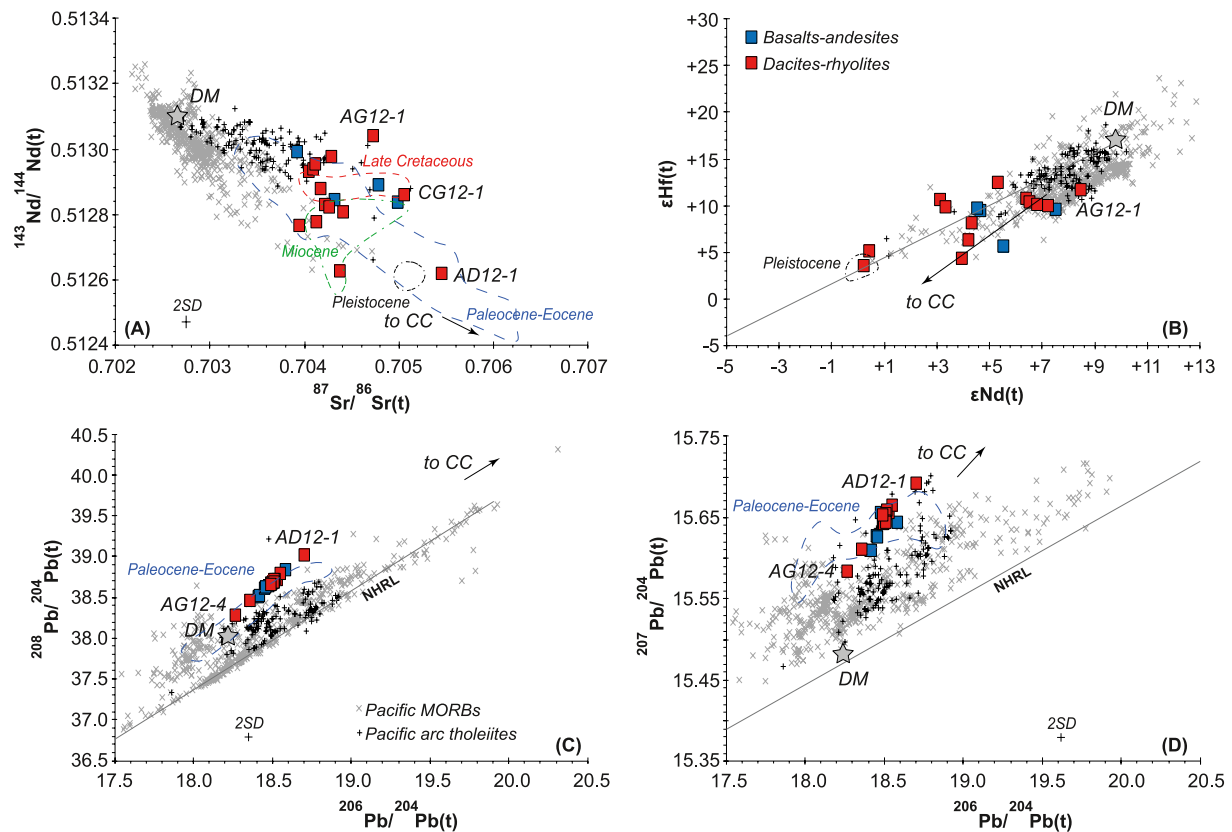 0.5134
0.5132
0.5130
0.5128
0.5126
0.5124
143Nd/144Nd(t)
DM
AG12-1
Late Cretaceous
CG12-1
Miocene
Pleistocene
AD12-1
2SD
to CC
Paleocene-Eocene
(A)
0.702 0.703 0.704 0.705 0.706 0.707
87Sr/86Sr(t)
+30
+25
+20
+15
+10
+5
0
-5
εHf(t)
Basalts-andesites
Dacites-rhyolites
DM
AG12-1
Pleistocene
to CC
(B)
-5 -3 -1 +1 +3 +5 +7 +9 +11 +13
εNd(t)
40.5
40.0
39.5
39.0
38.5
38.0
37.5
37.0
36.5
208Pb/204Pb(t)
to CC
AD12-1
Paleocene-Eocene
AG12-4
NHRL
DM
Pacific MORBs
2SD
Pacific arc tholeiites
(C)
17.5 18.0 18.5 19.0 19.5 20.0 20.5
206Pb/204Pb(t)
15.75
15.70
15.65
15.60
15.55
15.50
15.45
15.40
15.35
207Pb/204Pb(t)
to CC
AD12-1
Paleocene-Eocene
AG12-4
NHRL
DM
2SD
(D)
17.5 18.0 18.5 19.0 19.5 20.0 20.5
206Pb/204Pb(t)